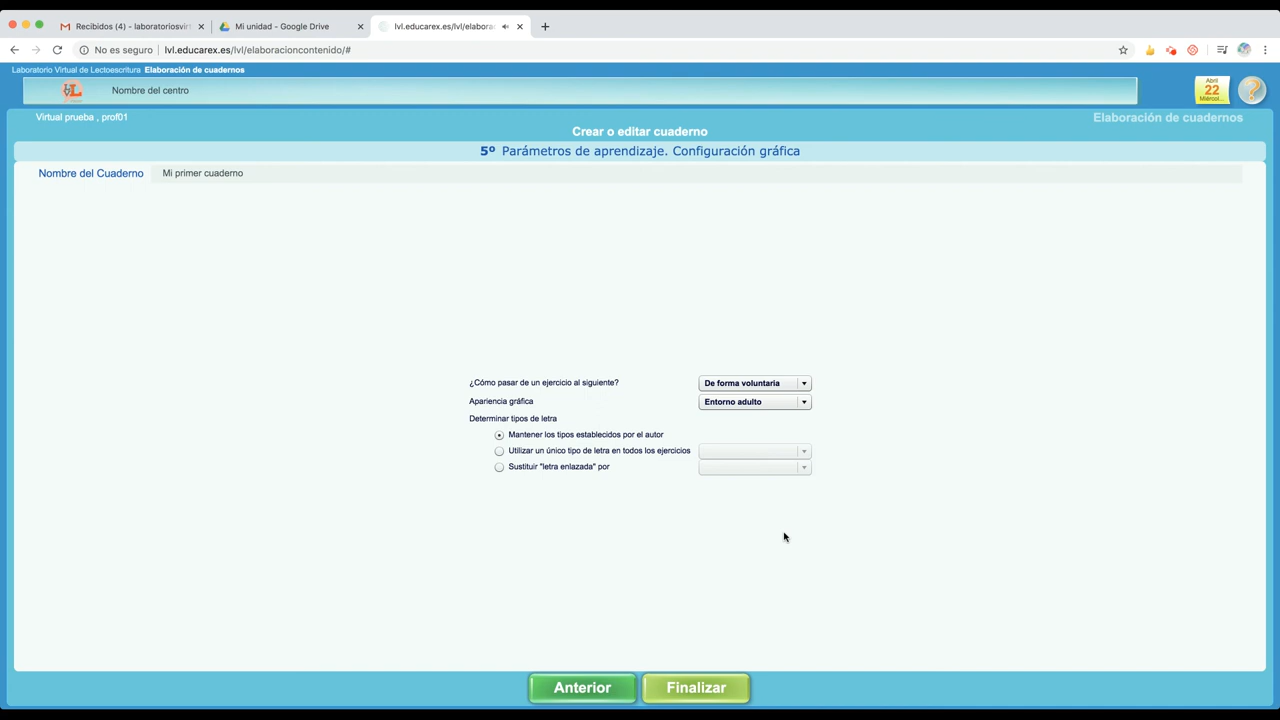 Recibidos (4) - laboratoriosvir
Mi unidad - Google Drive
lvl.educarex.es/lvl/elabora
No es seguro
lvl.educarex.es/lvl/elaboracioncontenido/#
Laboratorio Virtual de Lectoescritura Elaboración de cuadernos
Nombre del centro
Abril
22
Miércol...
?
Virtual prueba , prof01
Elaboración de cuadernos
Crear o editar cuaderno
5º Parámetros de aprendizaje. Configuración gráfica
Nombre del Cuaderno
Mi primer cuaderno
¿Cómo pasar de un ejercicio al siguiente?
De forma voluntaria
Apariencia gráfica
Entorno adulto
Determinar tipos de letra
Mantener los tipos establecidos por el autor
Utilizar un único tipo de letra en todos los ejercicios
Sustituir "letra enlazada" por
Anterior
Finalizar